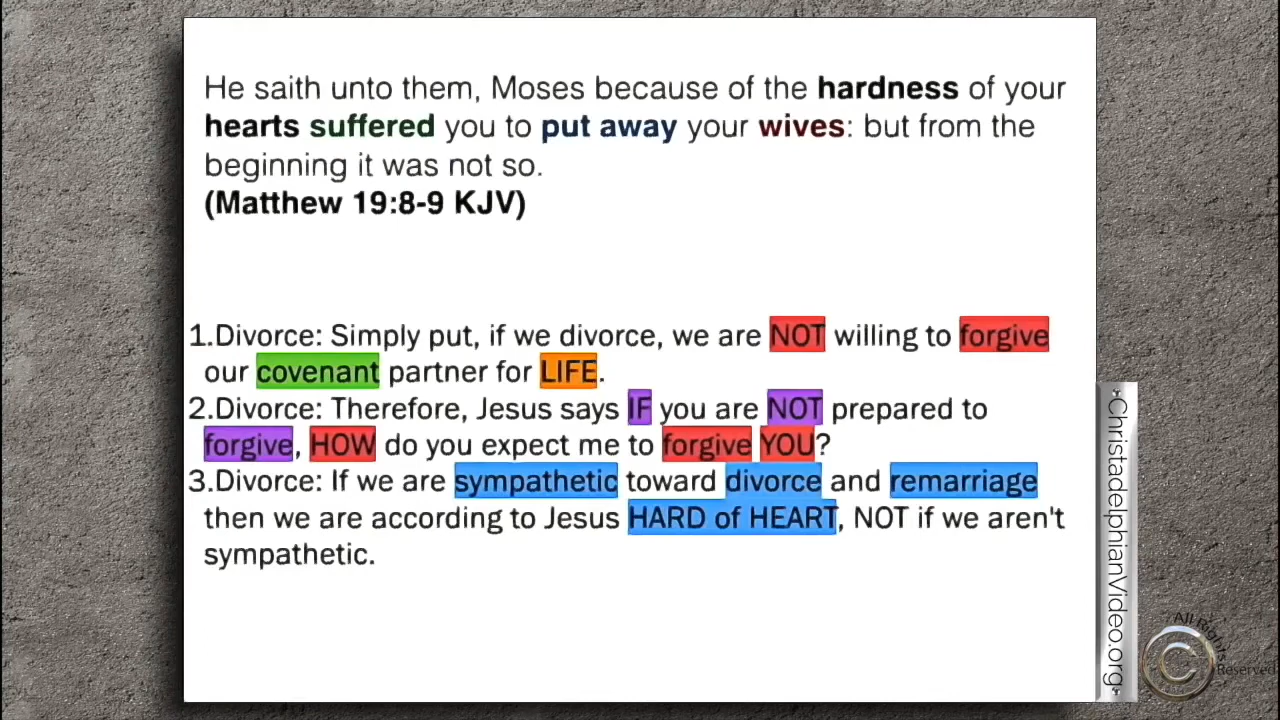 He saith unto them, Moses because of the hardness of your
hearts suffered you to put away your wives: but from the
beginning it was not so.
(Matthew 19:8-9 KJV)
1.Divorce: Simply put, if we divorce, we are NOT willing to forgive
our covenant partner for LIFE.
2.Divorce: Therefore, Jesus says IF you are NOT prepared to
forgive, HOW do you expect me to forgive YOU?
3.Divorce: If we are sympathetic toward divorce and remarriage
then we are according to Jesus HARD of HEART, NOT if we aren't
sympathetic.
ChristadelphianVideo.org
All Rights
C
Reserved